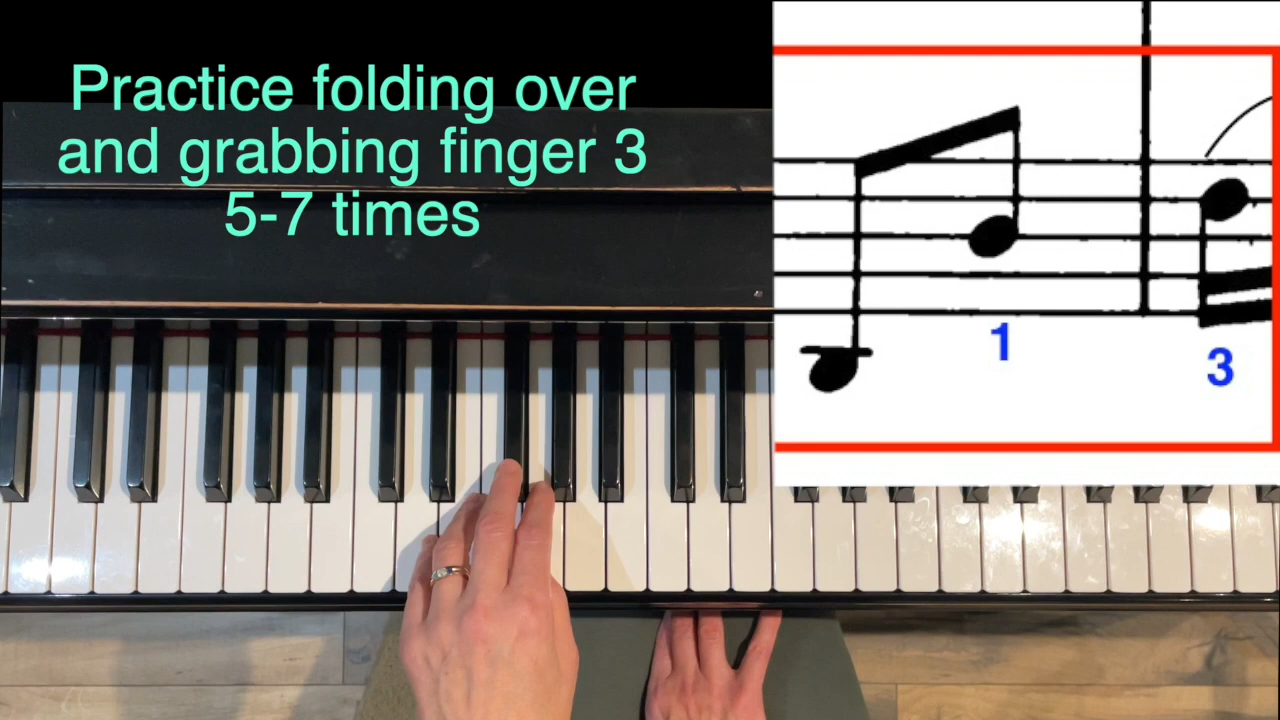 Practice folding over
and grabbing finger 3
5-7 times
1
3